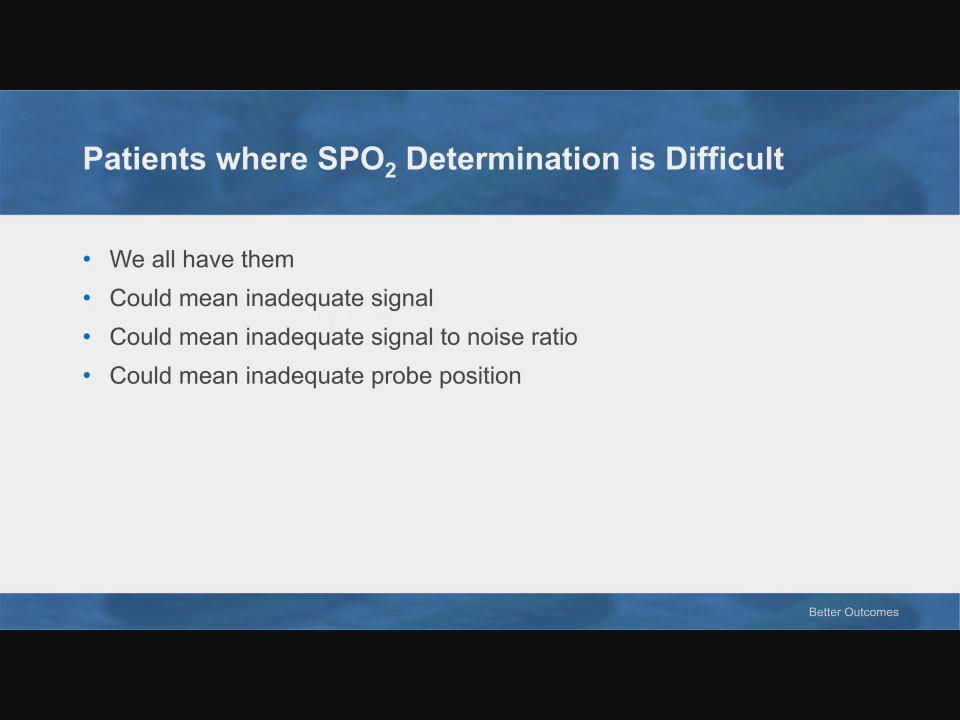 Patients where SPO₂ Determination is Difficult
• We all have them
• Could mean inadequate signal
• Could mean inadequate signal to noise ratio
• Could mean inadequate probe position
Better Outcomes